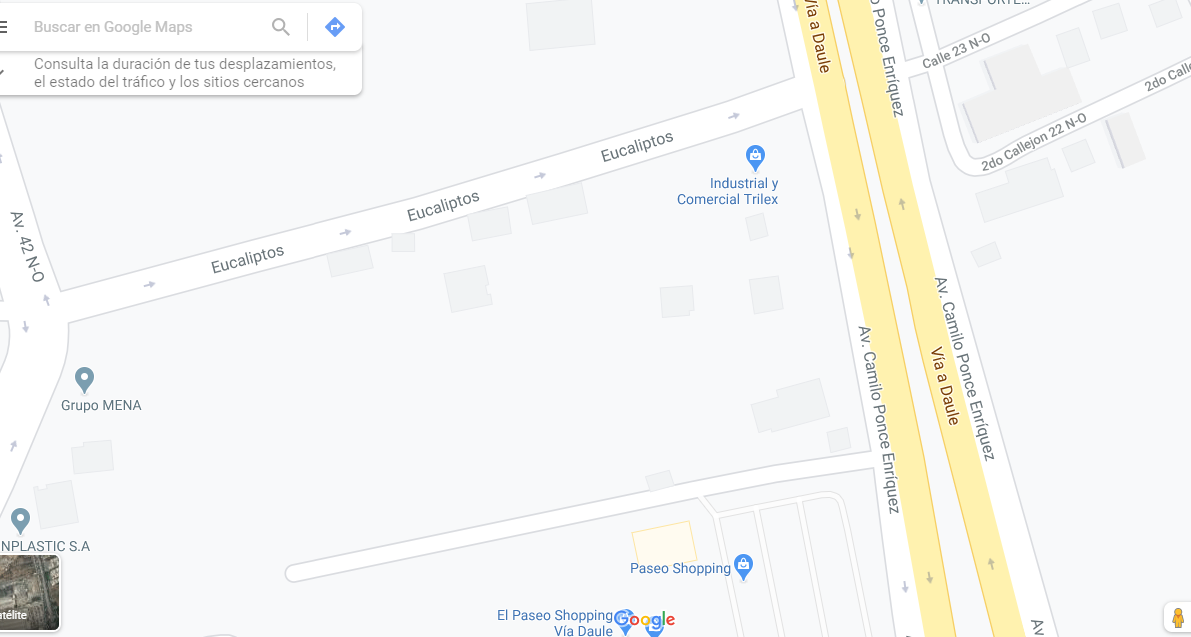 Buscar en Google Maps
Consulta la duración de tus desplazamientos,
el estado del tráfico y los sitios cercanos
TRANSPORTE...
Vía a Daule
Ponce Enríquez
Calle 23 N-O
2do Calle
2do Callejon 22 N-O
Eucaliptos
Eucaliptos
Eucaliptos
Industrial y
Comercial Trilex
Av. 42 N-O
Av. Camilo Ponce Enríquez
Av. Camilo Ponce Enríquez
Vía a Daule
Grupo MENA
NPLASTIC S.A
atélite
Paseo Shopping
El Paseo Shopping
Vía Daule
Google
Av